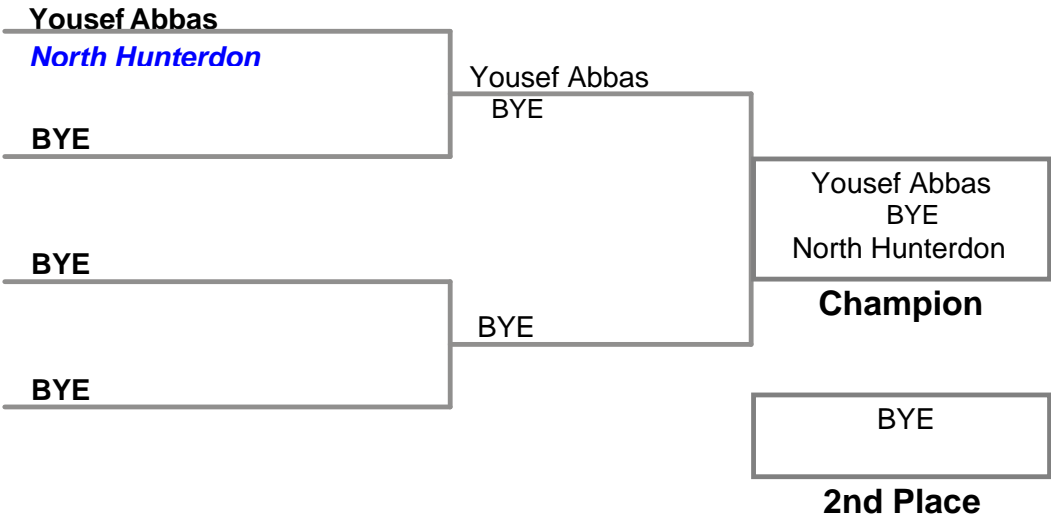 Yousef Abbas
North Hunterdon
BYE
BYE
BYE
Yousef Abbas
BYE
BYE
Yousef Abbas
BYE
North Hunterdon
Champion
BYE
2nd Place